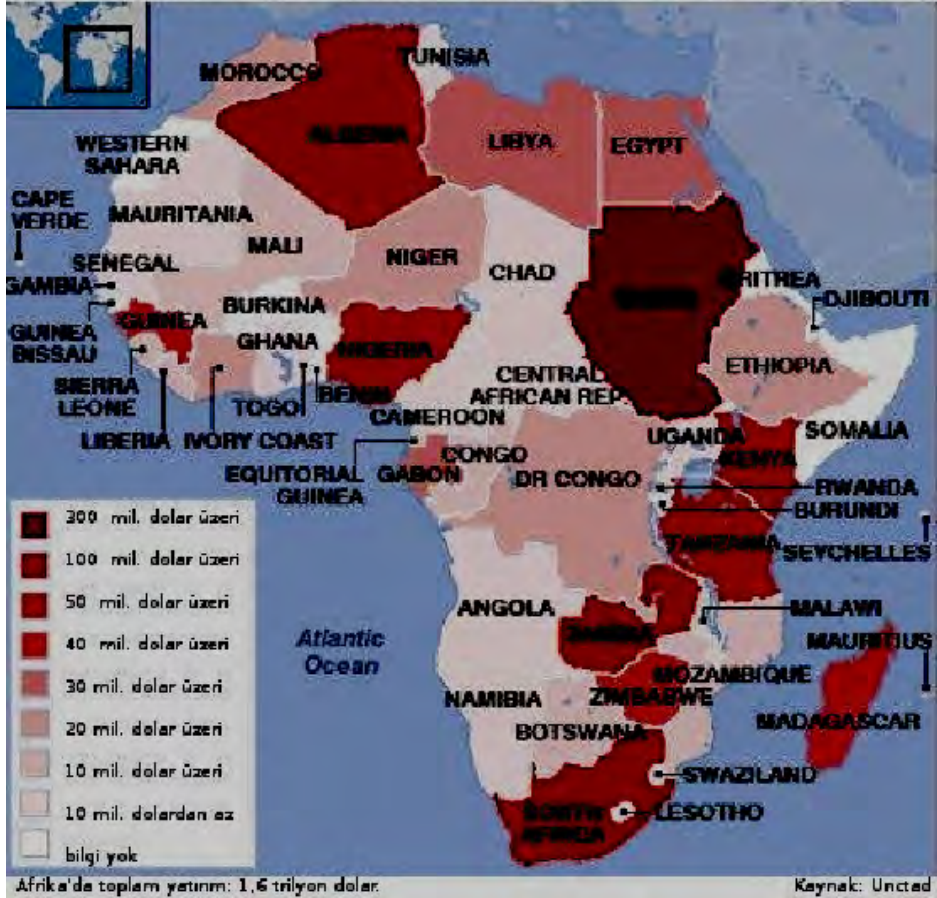 TUNISIA
MOROCCO
ALGERIA
LIBYA
EGYPT
WESTERN
SAHARA
CAPE
VERDE
MAURITANIA
MALI
NIGER
CHAD
SENEGAL
ERITREA
GAMBIA
BURKINA
DJIBOUTI
GUINEA
GUINEA
BISSAU
GHANA
NIGERIA
ETHIOPIA
SIERRA
LEONE
CENTRAL
AFRICAN REP.
TOGO
BENIN
CAMEROON
UGANDA
SOMALIA
LIBERIA
IVORY COAST
CONGO
KENYA
EQUITORIAL
GUINEA
GABON
DR CONGO
RWANDA
BURUNDI
TANZANIA
SEYCHELLES
ANGOLA
MALAWI
ZAMBIA
MAURITIUS
Atlantic
Ocean
MOZAMBIQUE
NAMIBIA
ZIMBABWE
MADAGASCAR
BOTSWANA
SWAZILAND
SOUTH
AFRICA
LESOTHO
300 mil. dolar üzeri
100 mil. dolar üzeri
50 mil. dolar üzeri
40 mil. dolar üzeri
30 mil. dolar üzeri
20 mil. dolar üzeri
10 mil. dolar üzeri
10 mil. dolardan az
bilgi yok
Afrika'da toplam yatırım: 1,6 trilyon dolar.
Kaynak: Unctad